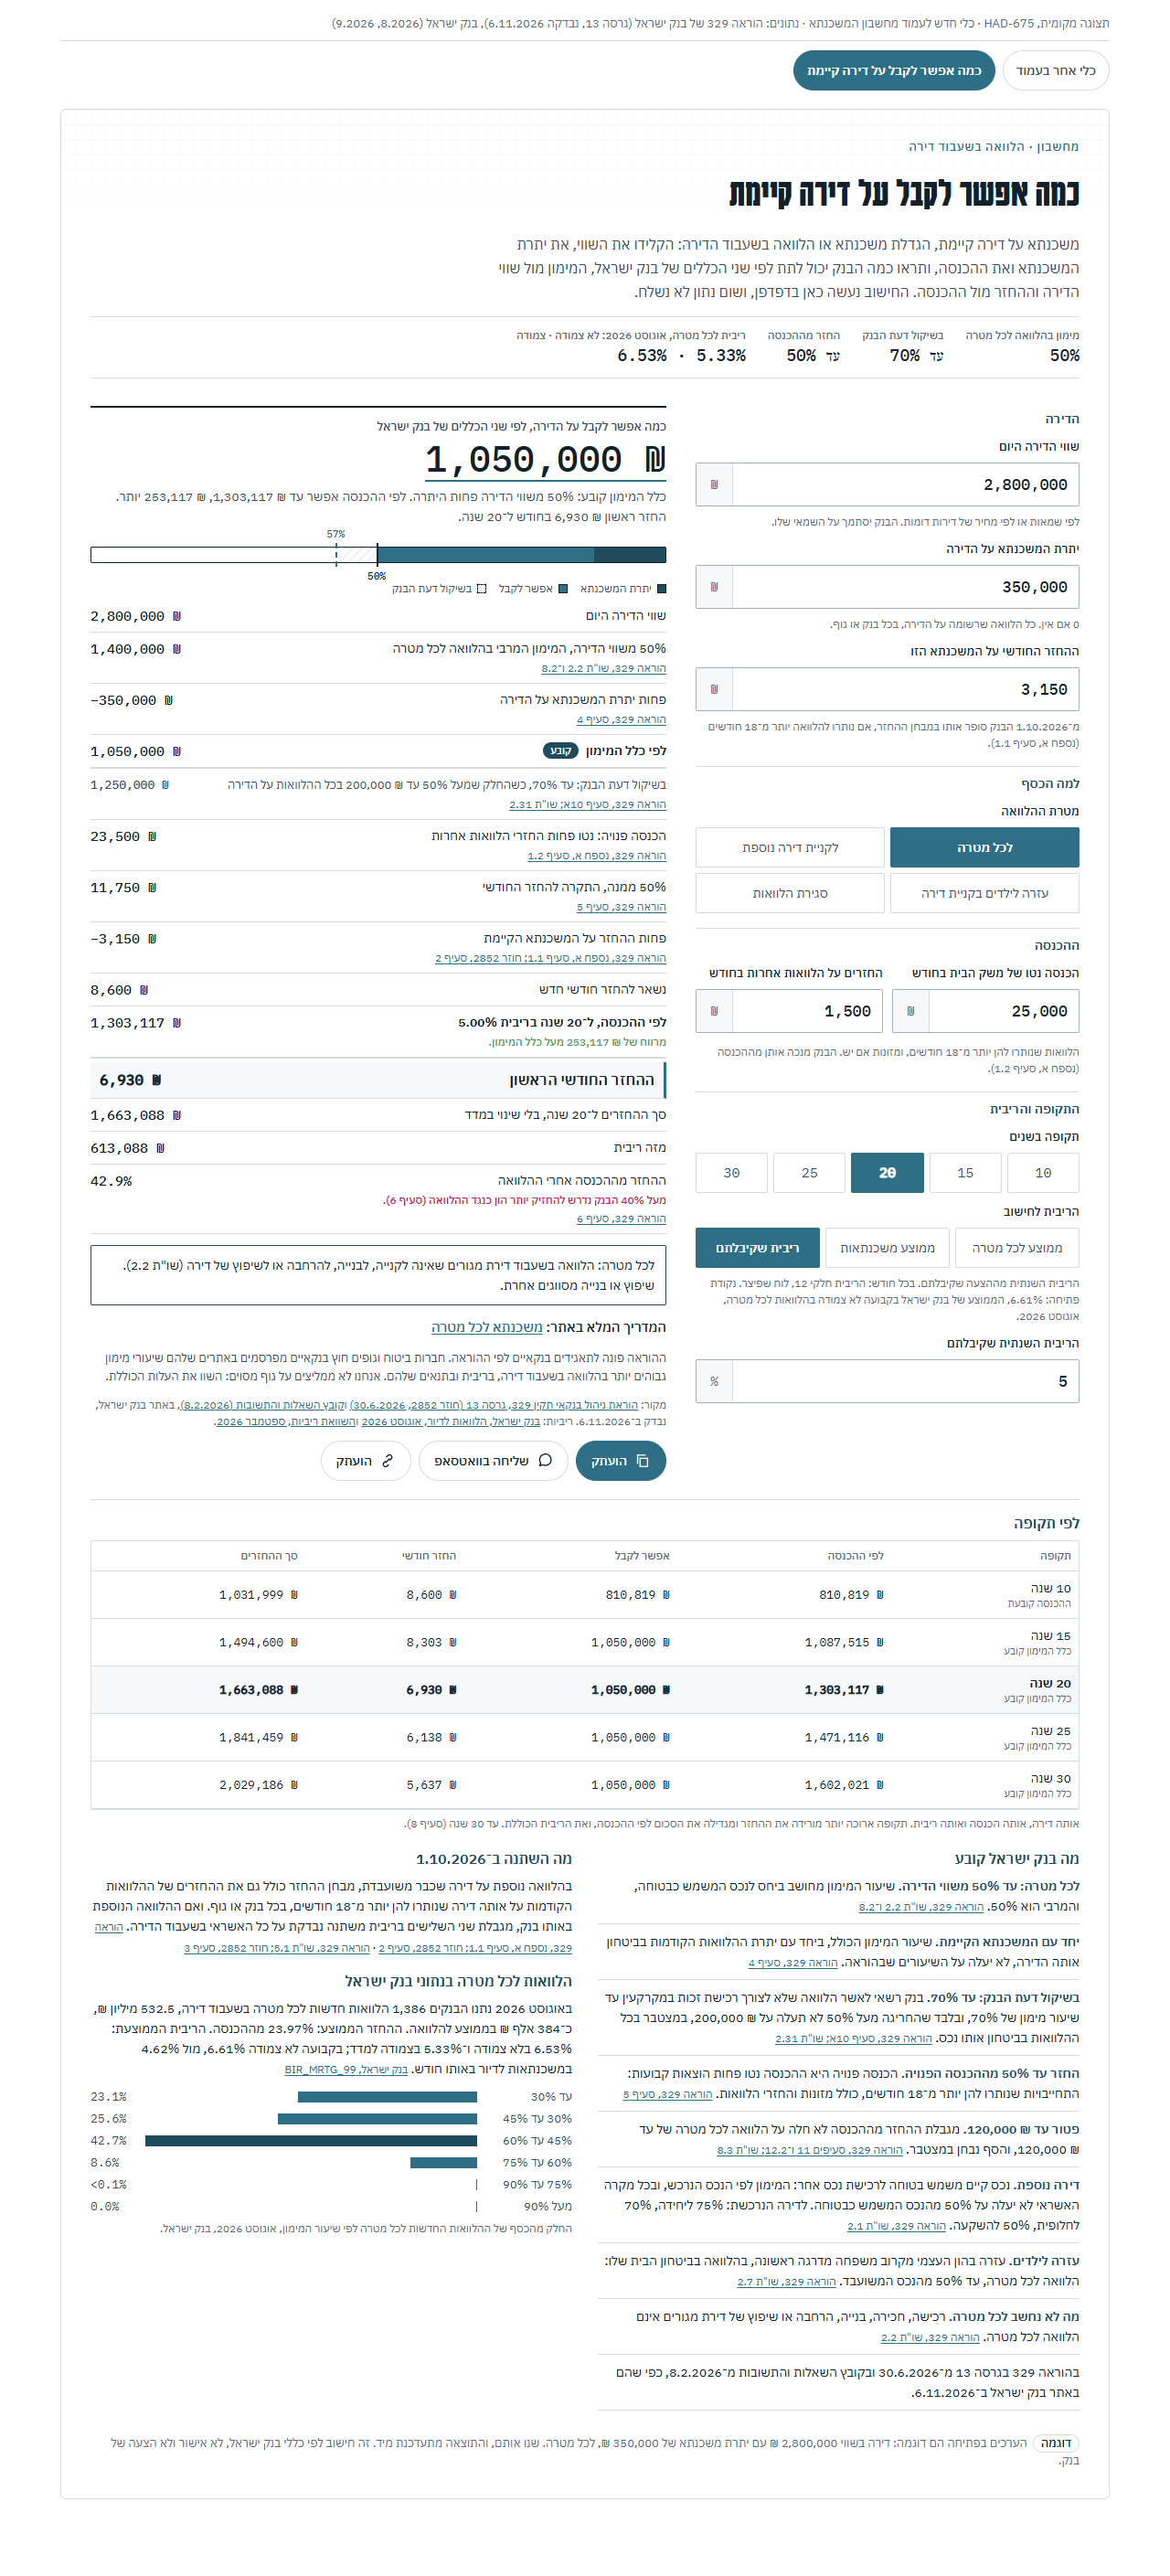 תצוגה מקומית, HAD-675 · כלי חדש לעמוד מחשבון המשכנתא · נתונים: הוראה 329 של בנק ישראל (גרסה 13, נבדקה 6.11.2026), בנק ישראל (8.2026, 9.2026)
כלי אחר בעמוד
כמה אפשר לקבל על דירה קיימת
מחשבון · הלוואה בשעבוד דירה
כמה אפשר לקבל על דירה קיימת
משכנתא על דירה קיימת, הגדלת משכנתא או הלוואה בשעבוד הדירה: הקלידו את השווי, את יתרת
המשכנתא ואת ההכנסה, ותראו כמה הבנק יכול לתת לפי שני הכללים של בנק ישראל, המימון מול שווי
הדירה וההחזר מול ההכנסה. החישוב נעשה כאן בדפדפן, ושום נתון לא נשלח.
מימון בהלוואה לכל מטרה
50%
בשיקול דעת הבנק
עד 70%
החזר מההכנסה
עד 50%
ריבית לכל מטרה, אוגוסט 2026: לא צמודה · צמודה
5.33% · 6.53%
הדירה
שווי הדירה היום
2,800,000 ₪
לפי שמאות או לפי מחיר של דירות דומות. הבנק יסתמך על השמאי שלו.
יתרת המשכנתא על הדירה
350,000 ₪
0 אם אין. כל הלוואה שרשומה על הדירה, בכל בנק או גוף.
ההחזר החודשי על המשכנתא הזו
3,150 ₪
מ־1.10.2026 הבנק סופר אותו במבחן ההחזר, אם נותרו להלוואה יותר מ־18 חודשים
(נספח א, סעיף 1.1).
למה הכסף
מטרת ההלוואה
לכל מטרה
לקניית דירה נוספת
עזרה לילדים בקניית דירה
סגירת הלוואות
ההכנסה
הכנסה נטו של משק הבית בחודש
25,000 ₪
החזרים על הלוואות אחרות בחודש
1,500 ₪
הלוואות שנותרו להן יותר מ־18 חודשים, ומזונות אם יש. הבנק מנכה אותן מההכנסה
(נספח א, סעיף 1.2).
התקופה והריבית
תקופה בשנים
10
15
20
25
30
הריבית לחישוב
ממוצע לכל מטרה
ממוצע משכנתאות
ריבית שקיבלתם
הריבית השנתית מההצעה שקיבלתם. בכל חודש: הריבית חלקי 12, לוח שפיצר. נקודת
פתיחה: 6.61%, הממוצע של בנק ישראל בקבועה לא צמודה בהלוואות לכל מטרה,
אוגוסט 2026.
הריבית השנתית שקיבלתם
5 %
כמה אפשר לקבל על הדירה, לפי שני הכללים של בנק ישראל
1,050,000 ₪
כלל המימון קובע: 50% משווי הדירה פחות היתרה. לפי ההכנסה אפשר עד 1,303,117 ₪, 253,117 ₪ יותר.
החזר ראשון 6,930 ₪ בחודש ל־20 שנה.
57%
50%
יתרת המשכנתא
אפשר לקבל
בשיקול דעת הבנק
שווי הדירה היום 2,800,000 ₪
50% משווי הדירה, המימון המרבי בהלוואה לכל מטרה 1,400,000 ₪
הוראה 329, שו"ת 2.2 ו־8.2
פחות יתרת המשכנתא על הדירה −350,000 ₪
הוראה 329, סעיף 4
לפי כלל המימון קובע 1,050,000 ₪
בשיקול דעת הבנק: עד 70%, כשהחלק שמעל 50% עד 200,000 ₪ בכל ההלוואות על הדירה 1,250,000 ₪
הוראה 329, סעיף 10א; שו"ת 2.31
הכנסה פנויה: נטו פחות החזרי הלוואות אחרות 23,500 ₪
הוראה 329, נספח א, סעיף 1.2
50% ממנה, התקרה להחזר החודשי 11,750 ₪
הוראה 329, סעיף 5
פחות ההחזר על המשכנתא הקיימת −3,150 ₪
הוראה 329, נספח א, סעיף 1.1; חוזר 2852, סעיף 2
נשאר להחזר חודשי חדש 8,600 ₪
לפי ההכנסה, ל־20 שנה בריבית 5.00% 1,303,117 ₪
מרווח של 253,117 ₪ מעל כלל המימון.
ההחזר החודשי הראשון 6,930 ₪
סך ההחזרים ל־20 שנה, בלי שינוי במדד 1,663,088 ₪
מזה ריבית 613,088 ₪
ההחזר מההכנסה אחרי ההלוואה 42.9%
מעל 40% הבנק נדרש להחזיק יותר הון כנגד ההלוואה (סעיף 6).
הוראה 329, סעיף 6
לכל מטרה: הלוואה בשעבוד דירת מגורים שאינה לקנייה, לבנייה, להרחבה או לשיפוץ של דירה (שו"ת 2.2).
שיפוץ או בנייה מסווגים אחרת.
המדריך המלא באתר: משכנתא לכל מטרה
ההוראה פונה לתאגידים בנקאיים לפי ההוראה. חברות ביטוח וגופים חוץ בנקאיים מפרסמים באתרים שלהם שיעורי מימון
גבוהים יותר בהלוואה בשעבוד דירה, בריבית ובתנאים שלהם. אנחנו לא ממליצים על גוף מסוים: השוו את העלות הכוללת.
מקור: הוראת ניהול בנקאי תקין 329, גרסה 13 (חוזר 2852, 30.6.2026) וקובץ השאלות והתשובות (8.2.2026), באתר בנק ישראל,
נבדק ב־6.11.2026. ריביות: בנק ישראל, הלוואות לדיור, אוגוסט 2026 והשוואת ריביות, ספטמבר 2026.
הועתק
שליחה בוואטסאפ
הועתק
לפי תקופה
תקופה לפי ההכנסה אפשר לקבל החזר חודשי סך ההחזרים
10 שנה 810,819 ₪ 810,819 ₪ 8,600 ₪ 1,031,999 ₪
ההכנסה קובעת
15 שנה 1,087,515 ₪ 1,050,000 ₪ 8,303 ₪ 1,494,600 ₪
כלל המימון קובע
20 שנה 1,303,117 ₪ 1,050,000 ₪ 6,930 ₪ 1,663,088 ₪
כלל המימון קובע
25 שנה 1,471,116 ₪ 1,050,000 ₪ 6,138 ₪ 1,841,459 ₪
כלל המימון קובע
30 שנה 1,602,021 ₪ 1,050,000 ₪ 5,637 ₪ 2,029,186 ₪
כלל המימון קובע
אותה דירה, אותה הכנסה ואותה ריבית. תקופה ארוכה יותר מורידה את ההחזר ומגדילה את הסכום לפי ההכנסה, ואת הריבית הכוללת. עד 30 שנה (סעיף 8).
מה בנק ישראל קובע
לכל מטרה: עד 50% משווי הדירה. שיעור המימון מחושב ביחס לנכס המשמש כבטוחה,
והמרבי הוא 50%. הוראה 329, שו"ת 2.2 ו־8.2
יחד עם המשכנתא הקיימת. שיעור המימון הכולל, ביחד עם יתרת ההלוואות הקודמות בביטחון
אותה הדירה, לא יעלה על השיעורים שבהוראה. הוראה 329, סעיף 4
בשיקול דעת הבנק: עד 70%. בנק רשאי לאשר הלוואה שלא לצורך רכישת זכות במקרקעין עד
שיעור מימון של 70%, ובלבד שהחריגה מעל 50% לא תעלה על 200,000 ₪, במצטבר בכל
ההלוואות בביטחון אותו נכס. הוראה 329, סעיף 10א; שו"ת 2.31
החזר עד 50% מההכנסה הפנויה. הכנסה פנויה היא ההכנסה נטו פחות הוצאות קבועות:
התחייבויות שנותרו להן יותר מ־18 חודשים, כולל מזונות והחזרי הלוואות. הוראה 329, סעיף 5
פטור עד 120,000 ₪. מגבלת ההחזר מההכנסה לא חלה על הלוואה לכל מטרה של עד
120,000 ₪, והסף נבחן במצטבר. הוראה 329, סעיפים 11 ו־12.2; שו"ת 8.3
דירה נוספת. נכס קיים משמש בטוחה לרכישת נכס אחר: המימון לפי הנכס הנרכש, ובכל מקרה
האשראי לא יעלה על 50% מהנכס המשמש כבטוחה. לדירה הנרכשת: 75% ליחידה, 70%
לחלופית, 50% להשקעה. הוראה 329, שו"ת 2.1
עזרה לילדים. עזרה בהון העצמי מקרוב משפחה מדרגה ראשונה, בהלוואה בביטחון הבית שלו:
הלוואה לכל מטרה, עד 50% מהנכס המשועבד. הוראה 329, שו"ת 2.7
מה לא נחשב לכל מטרה. רכישה, חכירה, בנייה, הרחבה או שיפוץ של דירת מגורים אינם
הלוואה לכל מטרה. הוראה 329, שו"ת 2.2
בהוראה 329 בגרסה 13 מ־30.6.2026 ובקובץ השאלות והתשובות מ־8.2.2026, כפי שהם
באתר בנק ישראל ב־6.11.2026.
מה השתנה ב־1.10.2026
בהלוואה נוספת על דירה שכבר משועבדת, מבחן ההחזר כולל גם את ההחזרים של ההלוואות
הקודמות על אותה דירה שנותרו להן יותר מ־18 חודשים, בכל בנק או גוף. ואם ההלוואה הנוספת
באותו בנק, מגבלת שני השלישים בריבית משתנה נבדקת על כל האשראי בשעבוד הדירה. הוראה
329, נספח א, סעיף 1.1; חוזר 2852, סעיף 2 · הוראה 329, שו"ת 5.1; חוזר 2852, סעיף 3
הלוואות לכל מטרה בנתוני בנק ישראל
באוגוסט 2026 נתנו הבנקים 1,386 הלוואות חדשות לכל מטרה בשעבוד דירה, 532.5 מיליון ₪,
כ־384 אלף ₪ בממוצע להלוואה. ההחזר הממוצע: 23.97% מההכנסה. הריבית הממוצעת:
6.53% בלא צמודה ו־5.33% בצמודה למדד; בקבועה לא צמודה 6.61%, מול 4.62%
במשכנתאות לדיור באותו חודש. בנק ישראל, BIR_MRTG_99
עד 30% 23.1%
30% עד 45% 25.6%
45% עד 60% 42.7%
60% עד 75% 8.6%
75% עד 90% <0.1%
מעל 90% 0.0%
החלק מהכסף של ההלוואות החדשות לכל מטרה לפי שיעור המימון, אוגוסט 2026, בנק ישראל.
דוגמה הערכים בפתיחה הם דוגמה: דירה בשווי 2,800,000 ₪ עם יתרת משכנתא של 350,000 ₪, לכל מטרה. שנו אותם, והתוצאה מתעדכנת מיד. זה חישוב לפי כללי בנק ישראל, לא אישור ולא הצעה של
בנק.